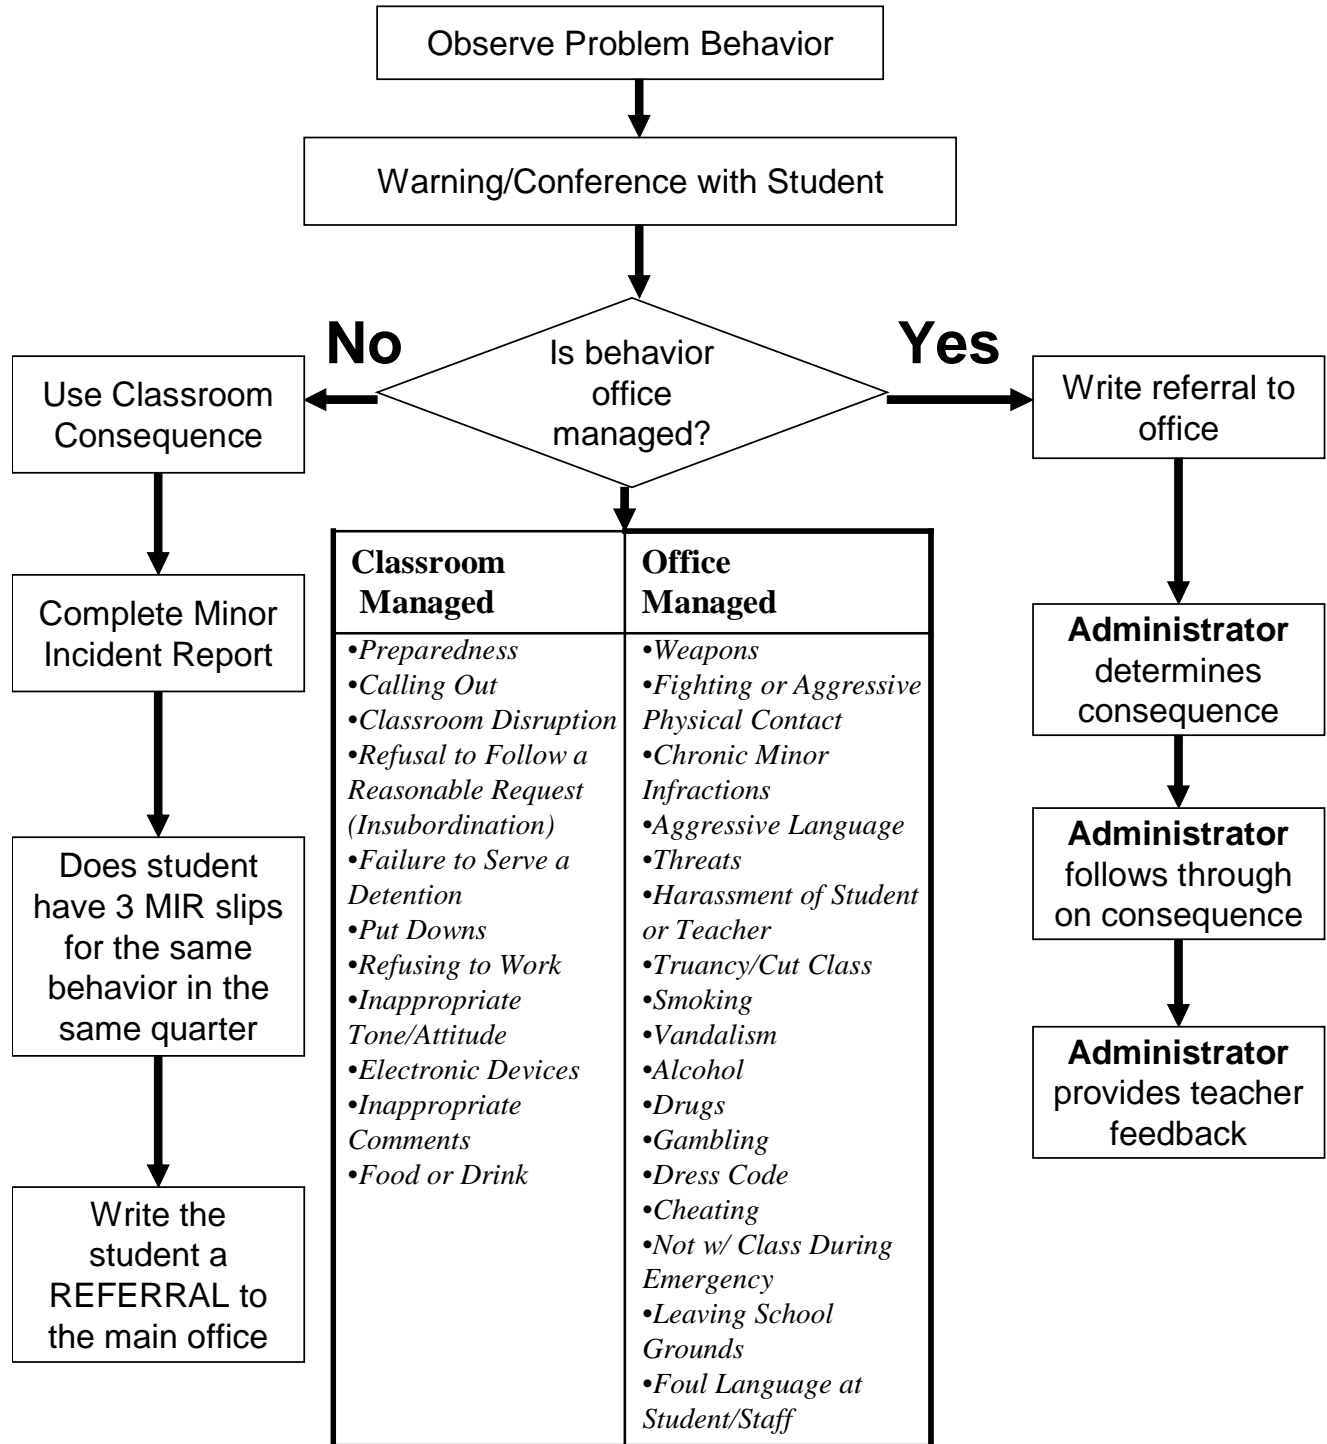 Observe Problem Behavior
Warning/Conference with Student
No
Is behavior
office
managed?
Yes
Use Classroom
Consequence
Complete Minor
Incident Report
Does student
have 3 MIR slips
for the same
behavior in the
same quarter
Write the
student a
REFERRAL to
the main office
Classroom
Managed
•Preparedness
•Calling Out
•Classroom Disruption
•Refusal to Follow a
Reasonable Request
(Insubordination)
•Failure to Serve a
Detention
•Put Downs
•Refusing to Work
•Inappropriate
Tone/Attitude
•Electronic Devices
•Inappropriate
Comments
•Food or Drink
Office
Managed
•Weapons
•Fighting or Aggressive
Physical Contact
•Chronic Minor
Infractions
•Aggressive Language
•Threats
•Harassment of Student
or Teacher
•Truancy/Cut Class
•Smoking
•Vandalism
•Alcohol
•Drugs
•Gambling
•Dress Code
•Cheating
•Not w/ Class During
Emergency
•Leaving School
Grounds
•Foul Language at
Student/Staff
Write referral to
office
Administrator
determines
consequence
Administrator
follows through
on consequence
Administrator
provides teacher
feedback